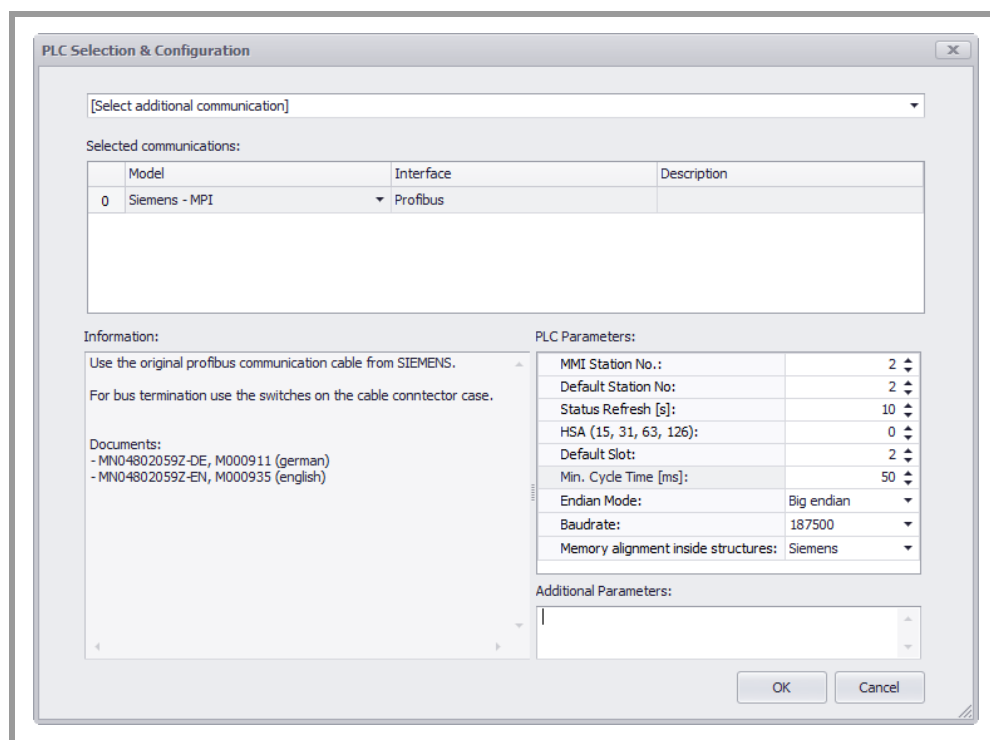 PLC Selection & Configuration
[Select additional communication]
Selected communications:
Model Interface Description
0 Siemens - MPI Profibus
Information:
Use the original profibus communication cable from SIEMENS.
For bus termination use the switches on the cable conntector case.
Documents:
- MN04802059Z-DE, M000911 (german)
- MN04802059Z-EN, M000935 (english)
PLC Parameters:
MMI Station No.: 2
Default Station No: 2
Status Refresh [s]: 10
HSA (15, 31, 63, 126): 0
Default Slot: 2
Min. Cycle Time [ms]: 50
Endian Mode: Big endian
Baudrate: 187500
Memory alignment inside structures: Siemens
Additional Parameters:
OK Cancel